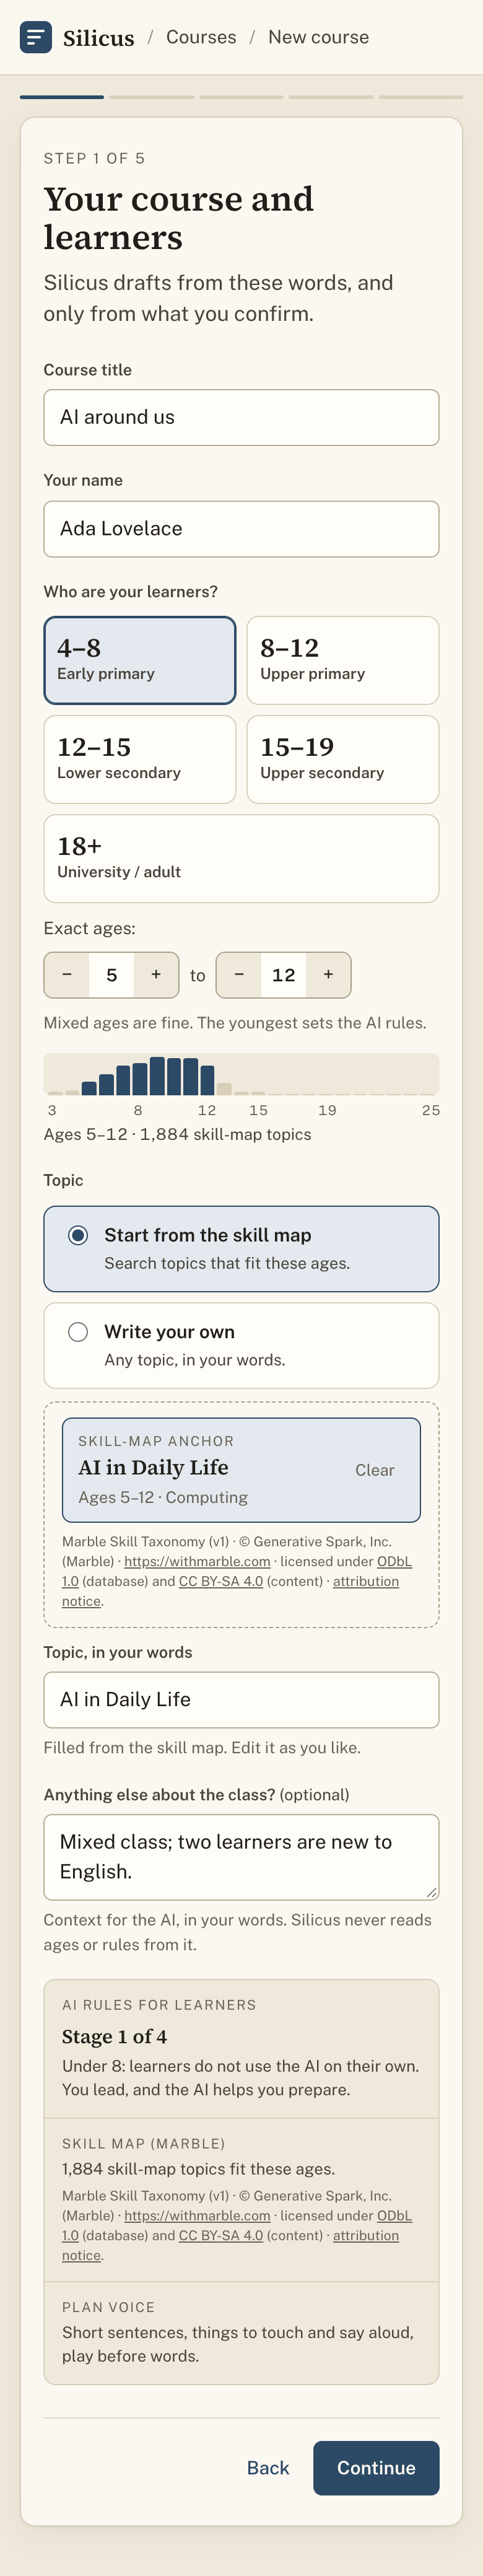 Silicus / Courses / New course
STEP 1 OF 5
Your course and
learners
Silicus drafts from these words, and
only from what you confirm.
Course title
AI around us
Your name
Ada Lovelace
Who are your learners?
4–8
Early primary
8–12
Upper primary
12–15
Lower secondary
15–19
Upper secondary
18+
University / adult
Exact ages:
− 5 + to − 12 +
Mixed ages are fine. The youngest sets the AI rules.
3 8 12 15 19 25
Ages 5–12 · 1,884 skill-map topics
Topic
Start from the skill map
Search topics that fit these ages.
Write your own
Any topic, in your words.
SKILL-MAP ANCHOR
AI in Daily Life
Clear
Ages 5–12 · Computing
Marble Skill Taxonomy (v1) · © Generative Spark, Inc.
(Marble) · https://withmarble.com · licensed under ODbL
1.0 (database) and CC BY-SA 4.0 (content) · attribution
notice.
Topic, in your words
AI in Daily Life
Filled from the skill map. Edit it as you like.
Anything else about the class? (optional)
Mixed class; two learners are new to
English.
Context for the AI, in your words. Silicus never reads
ages or rules from it.
AI RULES FOR LEARNERS
Stage 1 of 4
Under 8: learners do not use the AI on their own.
You lead, and the AI helps you prepare.
SKILL MAP (MARBLE)
1,884 skill-map topics fit these ages.
Marble Skill Taxonomy (v1) · © Generative Spark, Inc.
(Marble) · https://withmarble.com · licensed under ODbL
1.0 (database) and CC BY-SA 4.0 (content) · attribution
notice.
PLAN VOICE
Short sentences, things to touch and say aloud,
play before words.
Back
Continue